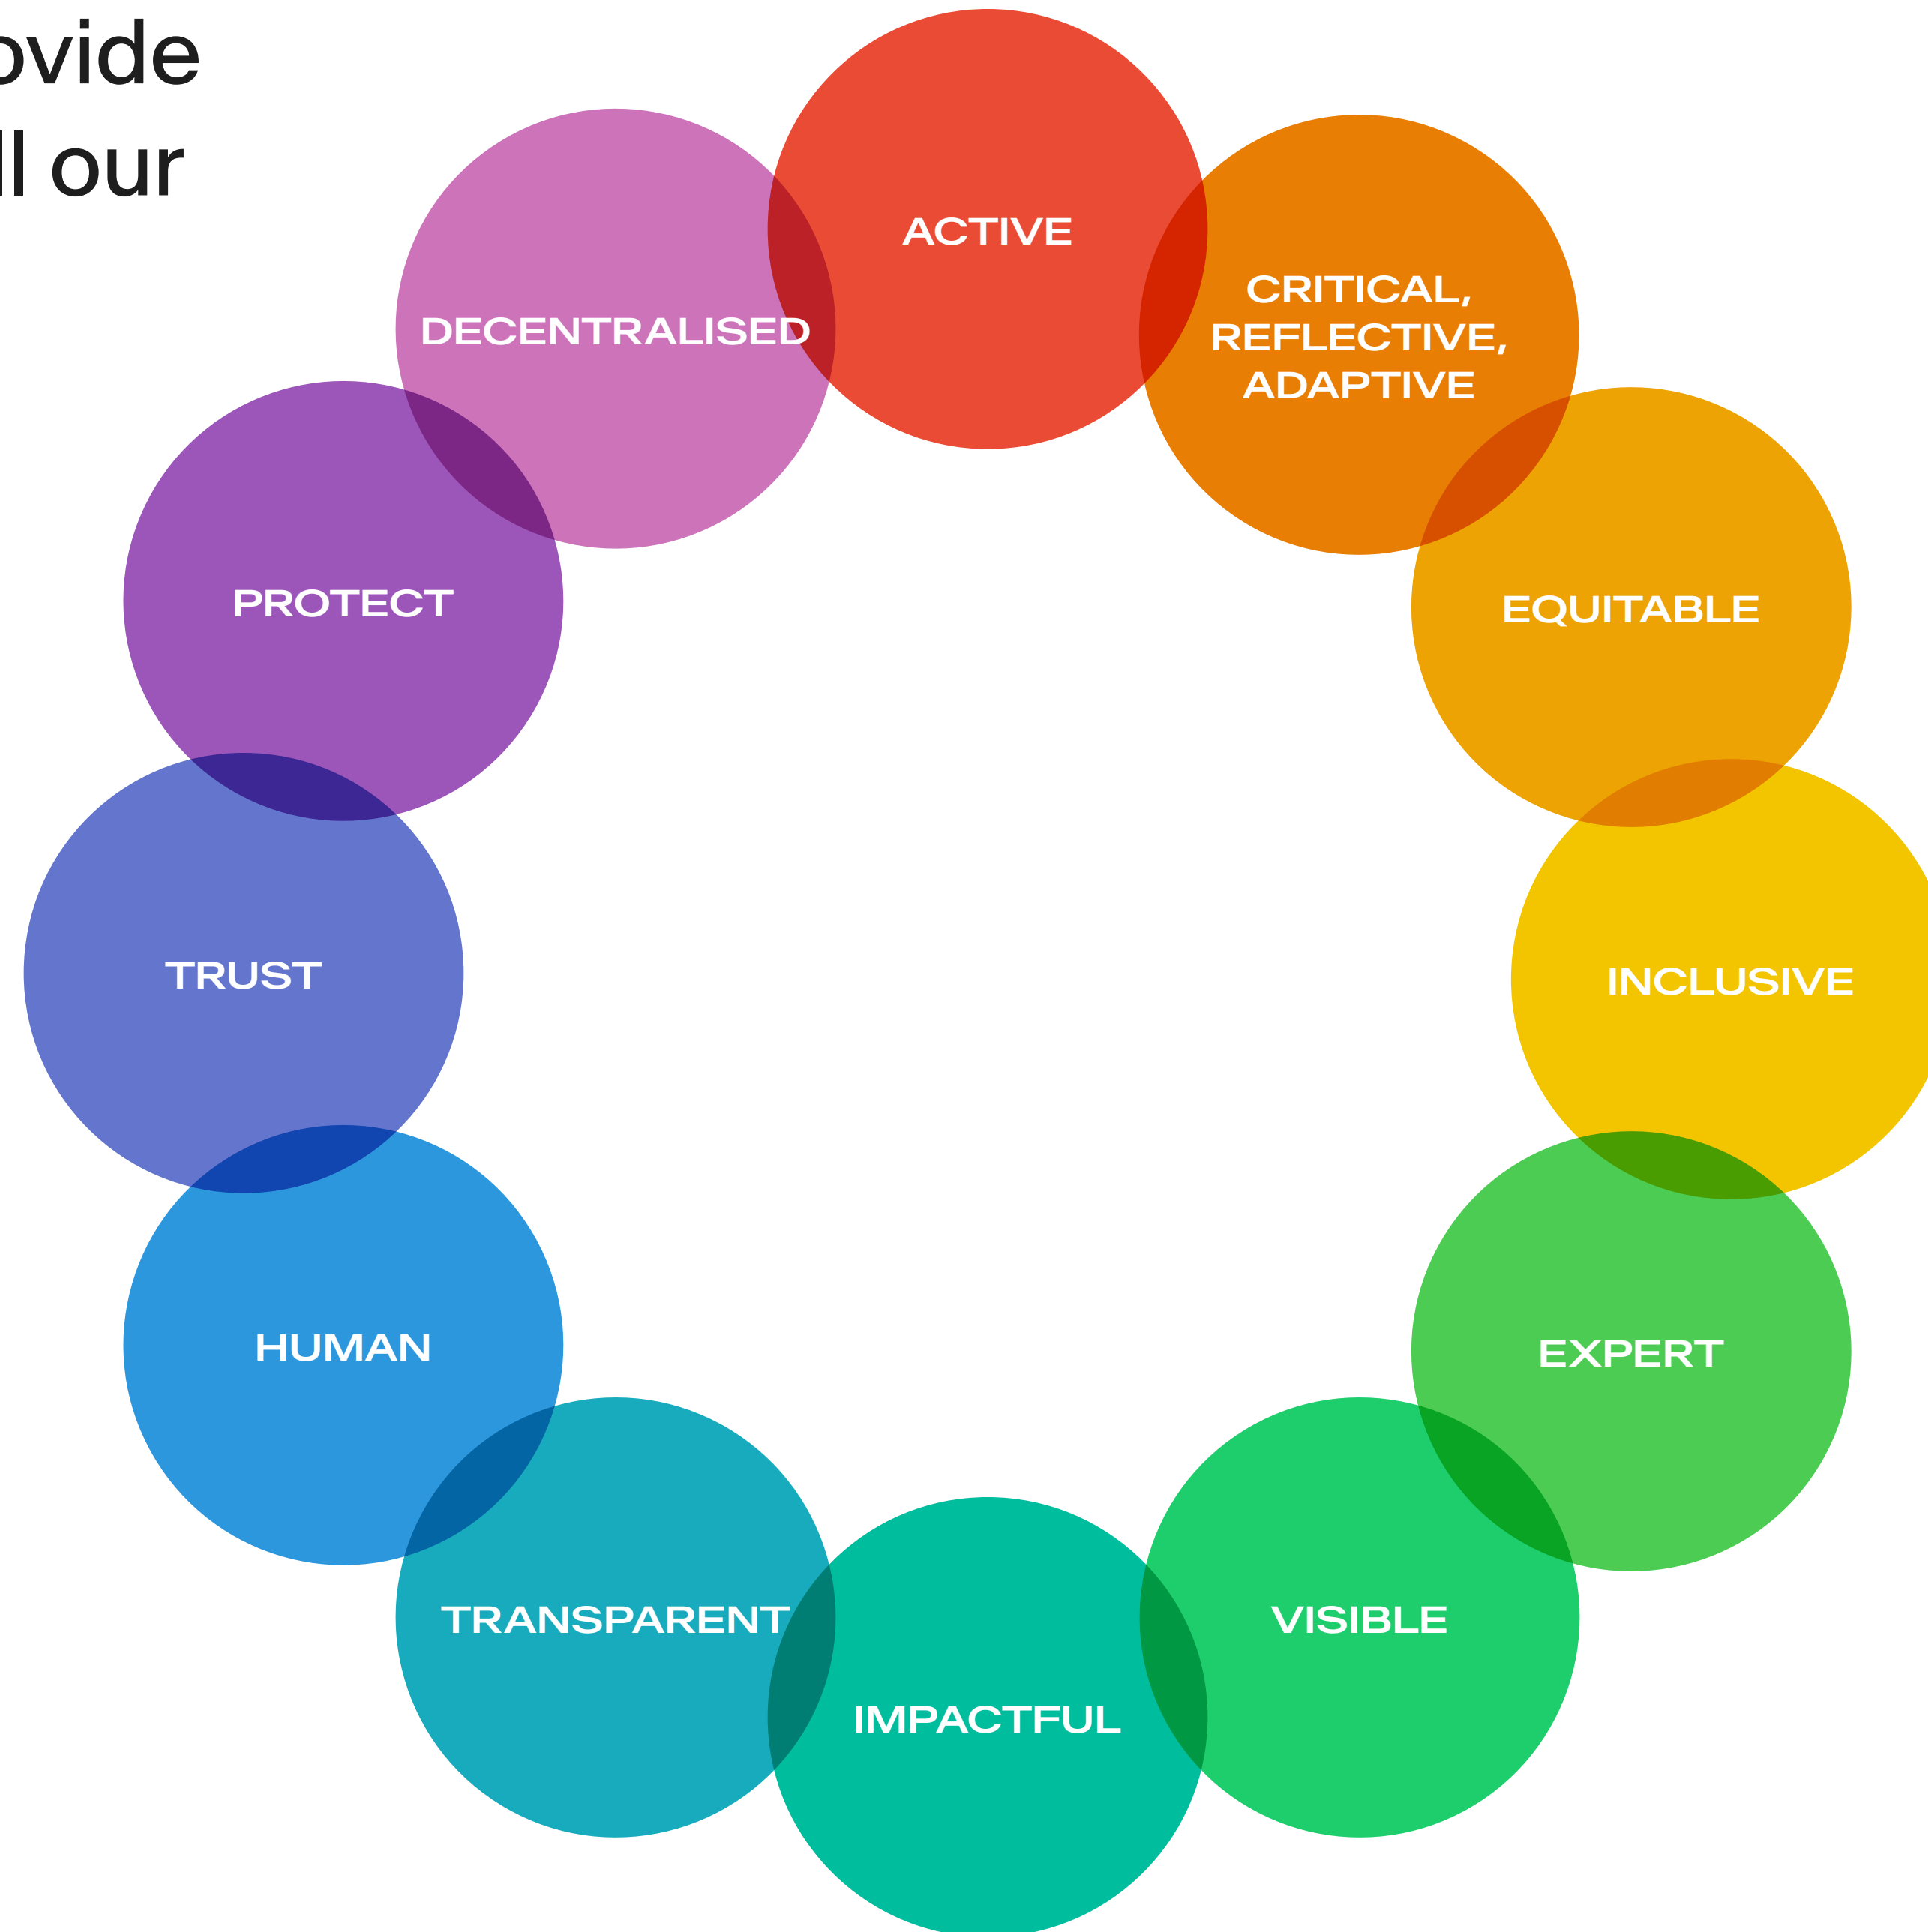 ovide
ll our
ACTIVE
CRITICAL,
REFLECTIVE,
ADAPTIVE
EQUITABLE
INCLUSIVE
EXPERT
VISIBLE
IMPACTFUL
TRANSPARENT
HUMAN
TRUST
PROTECT
DECENTRALISED